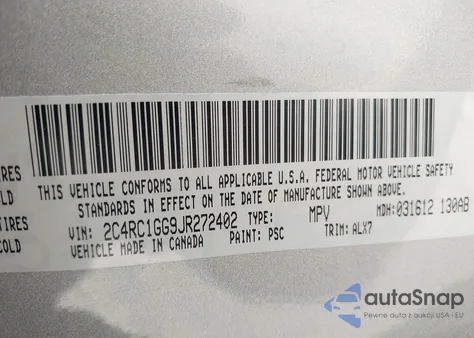 IRES
OLD
THIS VEHICLE CONFORMS TO ALL APPLICABLE U.S.A. FEDERAL MOTOR VEHICLE SAFETY
STANDARDS IN EFFECT ON THE DATE OF MANUFACTURE SHOWN ABOVE.
IRES
VIN: 2C4RC1GG9JR272402 TYPE: MPV MDH:031612 130AB
COLD
VEHICLE MADE IN CANADA PAINT: PSC TRIM: ALX7
autoSnap
Pewne auta z aukcji USA - EU